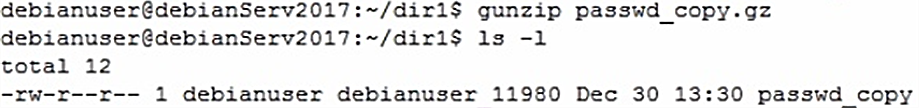 debianuser@debianServ2017:~/dir1$ gunzip passwd_copy.gz
debianuser@debianServ2017:~/dir1$ ls -l
total 12
-rw-r--r-- 1 debianuser debianuser 11980 Dec 30 13:30 passwd_copy